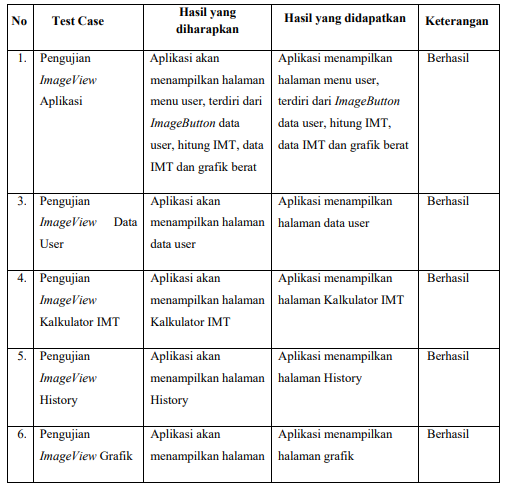 No Test Case Hasil yang diharapkan Hasil yang didapatkan Keterangan
1. Pengujian ImageView Aplikasi
Aplikasi akan
menampilkan halaman
menu user, terdiri dari
ImageButton data
user, hitung IMT, data
IMT dan grafik berat
Aplikasi menampilkan
halaman menu user,
terdiri dari ImageButton
data user, hitung IMT,
data IMT dan grafik berat
Berhasil
3. Pengujian
ImageView Data
User
Aplikasi akan
menampilkan halaman
data user
Aplikasi menampilkan
halaman data user
Berhasil
4. Pengujian
ImageView
Kalkulator IMT
Aplikasi akan
menampilkan halaman
Kalkulator IMT
Aplikasi menampilkan
halaman Kalkulator IMT
Berhasil
5. Pengujian
ImageView
History
Aplikasi akan
menampilkan halaman
History
Aplikasi menampilkan
halaman History
Berhasil
6. Pengujian
ImageView Grafik
Aplikasi akan
menampilkan halaman
Aplikasi menampilkan
halaman grafik
Berhasil